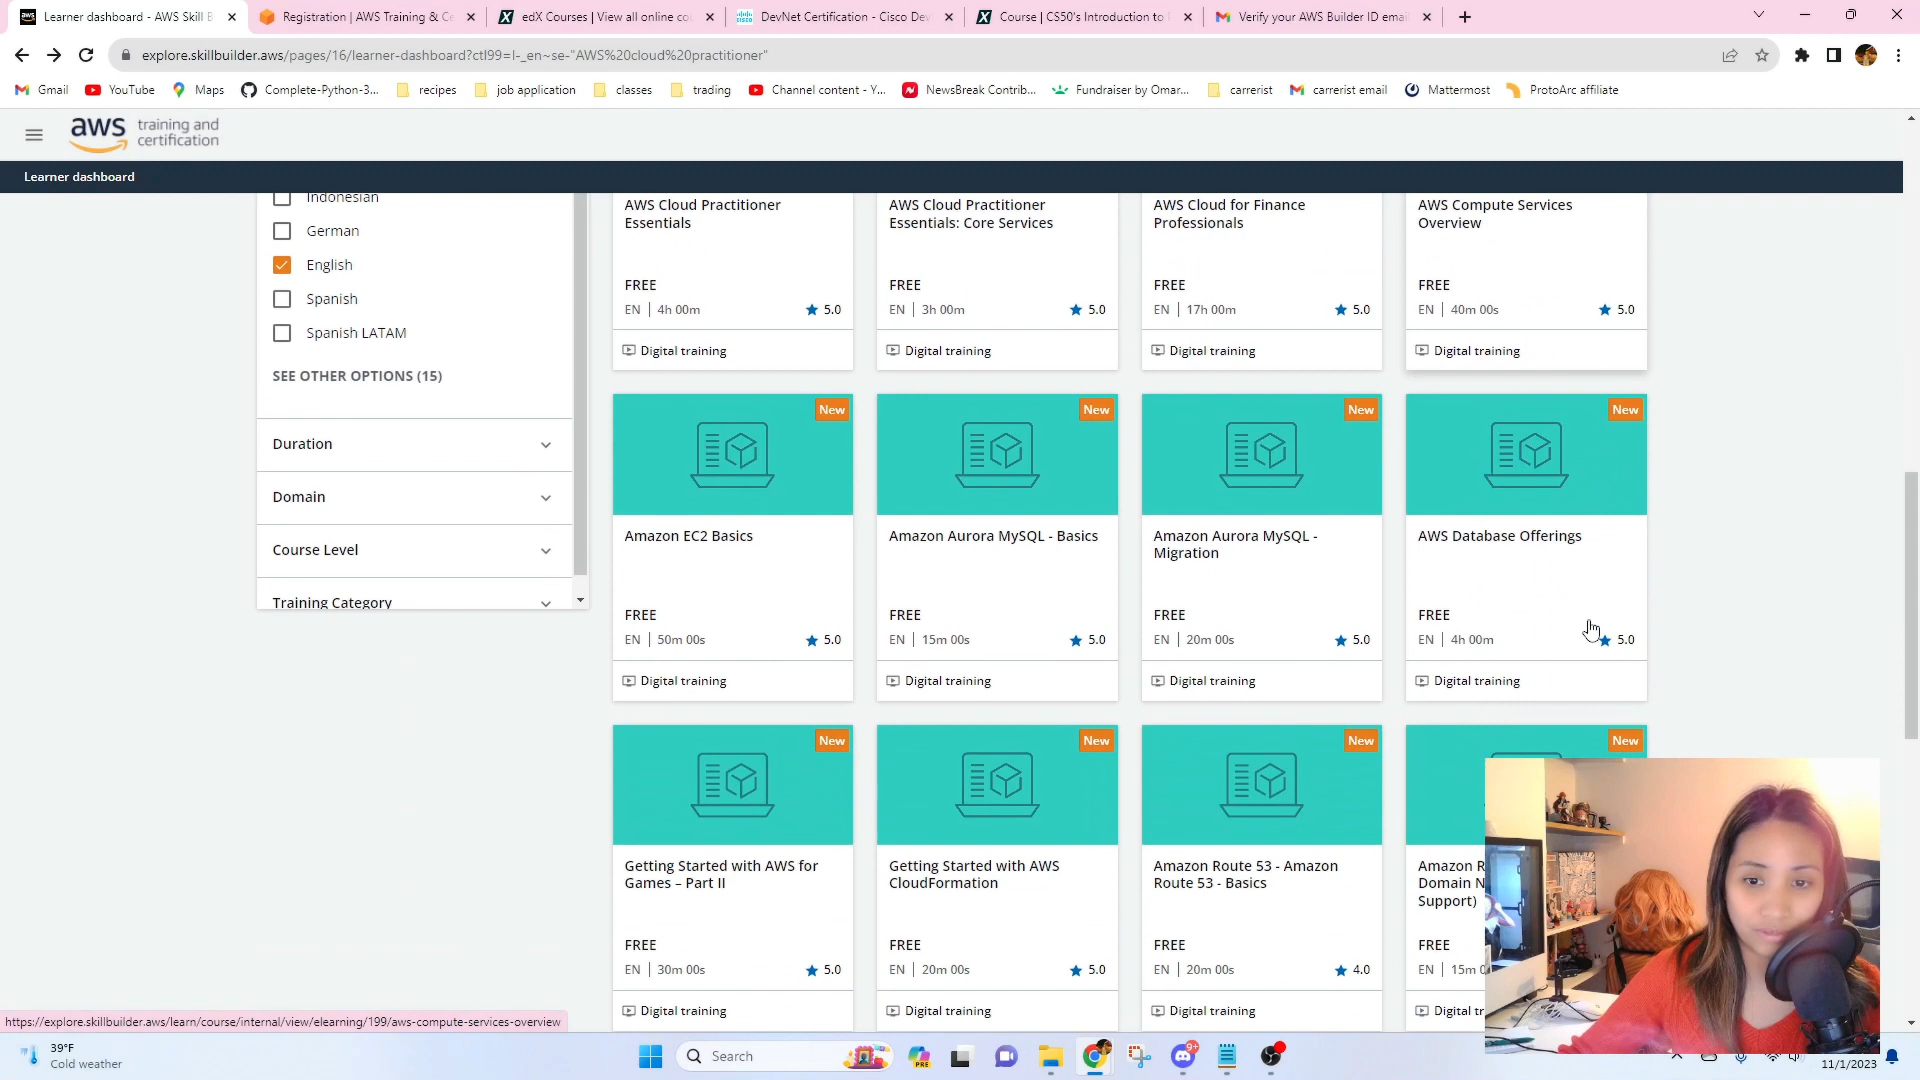 Learner dashboard - AWS Skill B
Registration | AWS Training & Ce
edX Courses | View all online co
DevNet Certification - Cisco Dev
Course | CS50's Introduction to
Verify your AWS Builder ID email
explore.skillbuilder.aws/pages/16/learner-dashboard?ctl99=l-_en~se-"AWS%20cloud%20practitioner"
Gmail
YouTube
Maps
Complete-Python-3...
recipes
job application
classes
trading
Channel content - Y...
NewsBreak Contrib...
Fundraiser by Omar...
carrerist
carrerist email
Mattermost
ProtoArc affiliate
aws training and
certification
Learner dashboard
Indonesian
German
English
Spanish
Spanish LATAM
SEE OTHER OPTIONS (15)
Duration
Domain
Course Level
Training Category
AWS Cloud Practitioner
Essentials
FREE
EN | 4h 00m
5.0
Digital training
AWS Cloud Practitioner
Essentials: Core Services
FREE
EN | 3h 00m
5.0
Digital training
AWS Cloud for Finance
Professionals
FREE
EN | 17h 00m
5.0
Digital training
AWS Compute Services
Overview
FREE
EN | 40m 00s
5.0
Digital training
New
Amazon EC2 Basics
FREE
EN | 50m 00s
5.0
Digital training
New
Amazon Aurora MySQL - Basics
FREE
EN | 15m 00s
5.0
Digital training
New
Amazon Aurora MySQL -
Migration
FREE
EN | 20m 00s
5.0
Digital training
New
AWS Database Offerings
FREE
EN | 4h 00m
5.0
Digital training
New
Getting Started with AWS for
Games – Part II
FREE
EN | 30m 00s
5.0
Digital training
New
Getting Started with AWS
CloudFormation
FREE
EN | 20m 00s
5.0
Digital training
New
Amazon Route 53 - Amazon
Route 53 - Basics
FREE
EN | 20m 00s
4.0
Digital training
New
Amazon R
Domain N
Support)
FREE
EN | 15m 0
Digital tr
https://explore.skillbuilder.aws/learn/course/internal/view/elearning/199/aws-compute-services-overview
39°F
Cold weather
Search
PRE
9+
11/1/2023